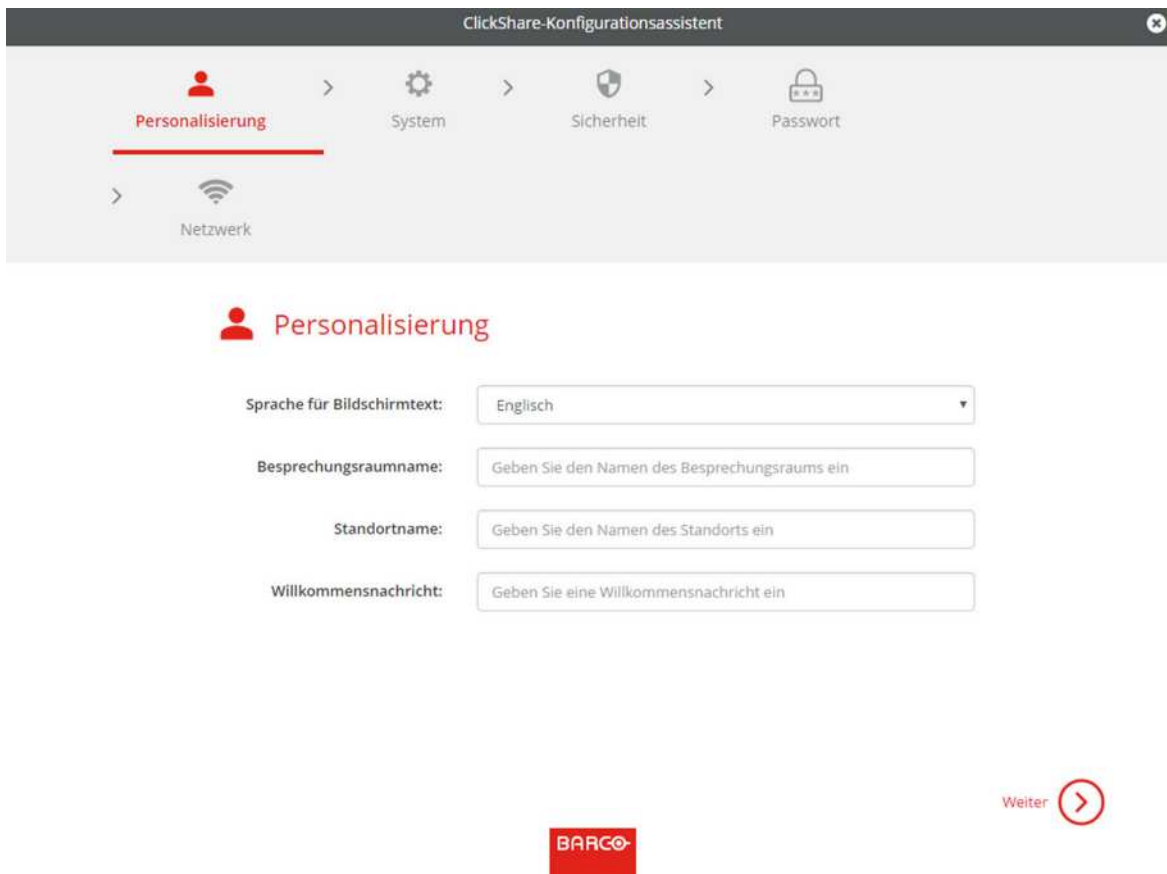 ClickShare-Konfigurationsassistent
Personalisierung
System
Sicherheit
Passwort
Netzwerk
Personalisierung
Sprache für Bildschirmtext: Englisch
Besprechungsraumname: Geben Sie den Namen des Besprechungsraums ein
Standortname: Geben Sie den Namen des Standorts ein
Willkommensnachricht: Geben Sie eine Willkommensnachricht ein
Weiter
BARCO